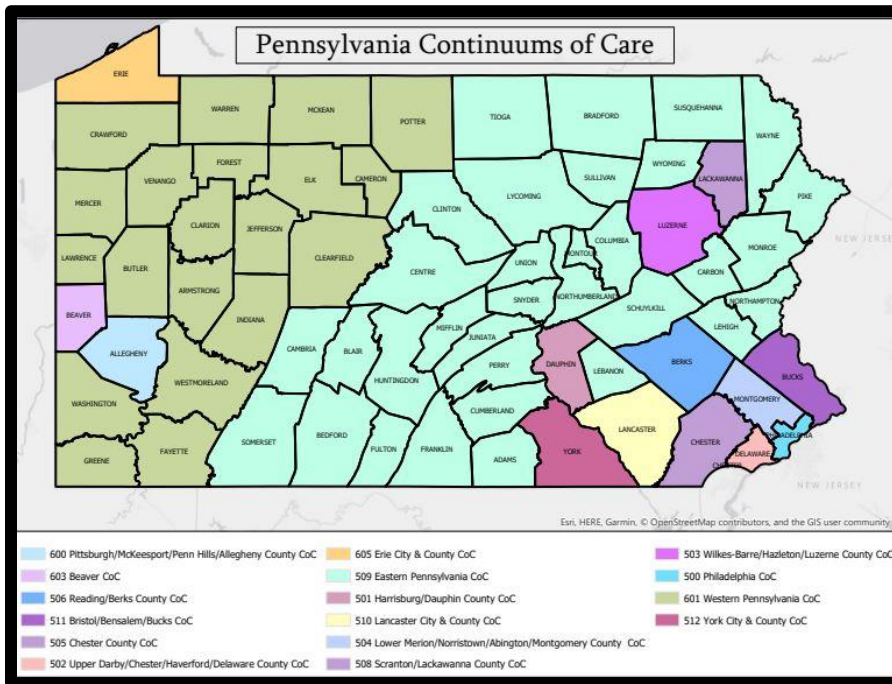 Pennsylvania Continuums of Care
ERIE
WARREN
MCKEAN
POTTER
TIOGA
BRADFORD
SUSQUEHANNA
WAYNE
CRAWFORD
FOREST
ELK
CAMERON
VENANGO
MERCER
CLARION
JEFFERSON
CLINTON
LYCOMING
SULLIVAN
WYOMING
LACKAWANNA
PIKE
NEW JERSEY
LUZERNE
COLUMBIA
MONTOUR
MONROE
CARBON
LAWRENCE
BUTLER
CLEARFIELD
CENTRE
UNION
SNYDER
NORTHUMBERLAND
NORTHAMPTON
SCHUYLKILL
LEHIGH
ARMSTRONG
INDIANA
BEAVER
ALLEGHENY
CAMBRIA
BLAIR
MIFFLIN
JUNIATA
HUNTINGDON
PERRY
DAUPHIN
LEBANON
BERKS
BUCKS
MONTGOMERY
WESTMORELAND
WASHINGTON
CUMBERLAND
LANCASTER
CHESTER
DELAWARE
PHILADELPHIA
GREENE
FAYETTE
SOMERSET
BEDFORD
FULTON
FRANKLIN
ADAMS
YORK
NEW JERSEY
Esri, HERE, Garmin, © OpenStreetMap contributors, and the GIS user community
600 Pittsburgh/McKeesport/Penn Hills/Allegheny County CoC
603 Beaver CoC
506 Reading/Berks County CoC
511 Bristol/Bensalem/Bucks CoC
505 Chester County CoC
502 Upper Darby/Chester/Haverford/Delaware County CoC
605 Erie City & County CoC
509 Eastern Pennsylvania CoC
501 Harrisburg/Dauphin County CoC
510 Lancaster City & County CoC
504 Lower Merion/Norristown/Abington/Montgomery County CoC
508 Scranton/Lackawanna County CoC
503 Wilkes-Barre/Hazleton/Luzerne County CoC
500 Philadelphia CoC
601 Western Pennsylvania CoC
512 York City & County CoC